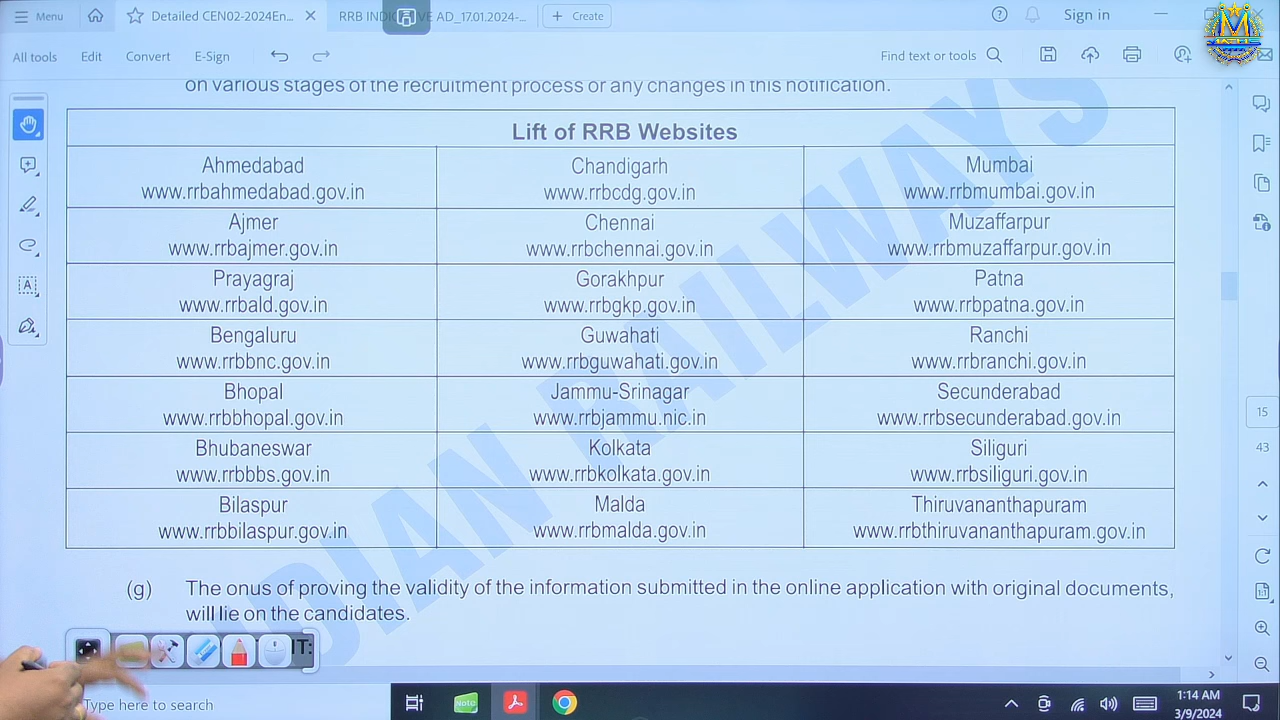 Menu
Detailed CEN02-2024En...
RRB INDIC VE AD_17.01.2024-...
Create
Sign in
M
All tools
Edit
Convert
E-Sign
Find text or tools
on various stages of the recruitment process or any changes in this notification.
Lift of RRB Websites
Ahmedabad
www.rrbahmedabad.gov.in
Chandigarh
www.rrbcdg.gov.in
Mumbai
www.rrbmumbai.gov.in
Ajmer
www.rrbajmer.gov.in
Chennai
www.rrbchennai.gov.in
Muzaffarpur
www.rrbmuzaffarpur.gov.in
Prayagraj
www.rrbald.gov.in
Gorakhpur
www.rrbgkp.gov.in
Patna
www.rrbpatna.gov.in
Bengaluru
www.rrbbnc.gov.in
Guwahati
www.rrbguwahati.gov.in
Ranchi
www.rrbranchi.gov.in
Bhopal
www.rrbbhopal.gov.in
Jammu-Srinagar
www.rrbjammu.nic.in
Secunderabad
www.rrbsecunderabad.gov.in
Bhubaneswar
www.rrbbbs.gov.in
Kolkata
www.rrbkolkata.gov.in
Siliguri
www.rrbsiliguri.gov.in
Bilaspur
www.rrbbilaspur.gov.in
Malda
www.rrbmalda.gov.in
Thiruvananthapuram
www.rrbthiruvananthapuram.gov.in
DIAN RAILWAYS
15
43
(g) The onus of proving the validity of the information submitted in the online application with original documents,
will lie on the candidates.
IT:
Type here to search
Note
1:14 AM
3/9/2024